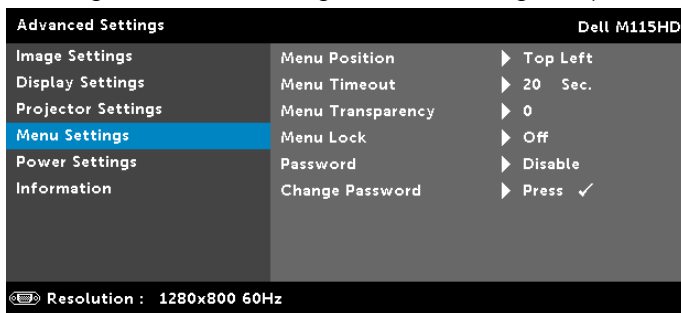 Advanced Settings Dell M115HD
Image Settings
Display Settings
Projector Settings
Menu Settings
Power Settings
Information
Menu Position Top Left
Menu Timeout 20 Sec.
Menu Transparency 0
Menu Lock Off
Password Disable
Change Password Press ✓
Resolution : 1280x800 60Hz